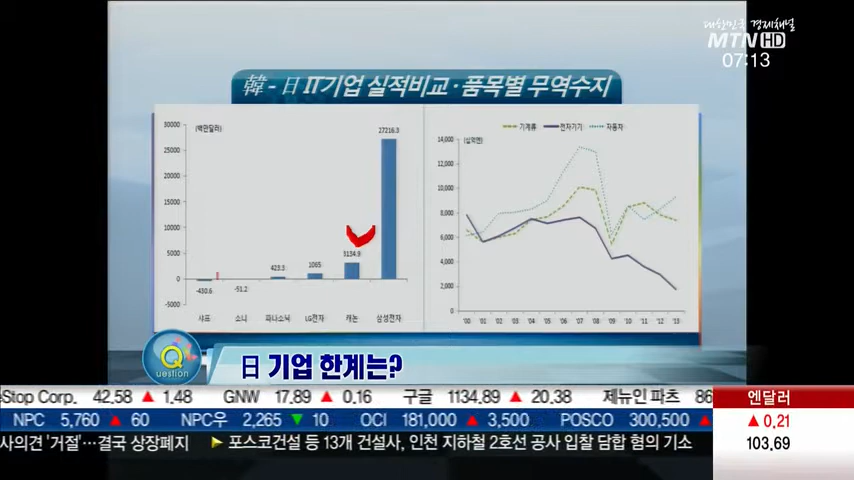 대한민국 경제채널
MTN HD
07:13
韓 - 日 IT기업 실적비교 · 품목별 무역수지
(백만달러)
30000
25000
20000
15000
10000
5000
0
-5000
-430.6
-51.2
423.3
1065
3134.9
27216.3
샤프 소니 파나소닉 LG전자 캐논 삼성전자
기계류 전자기기 자동차
(십억엔)
14,000
12,000
10,000
8,000
6,000
4,000
2,000
0
'00 '01 '02 '03 '04 '05 '06 '07 '08 '09 '10 '11 '12 '13
Question
日 기업 한계는?
eStop Corp. 42.58 ▲ 1.48 GNW 17.89 ▲ 0.16 구글 1134.89 ▲ 20.38 제뉴인 파츠 86
NPC 5,760 ▲ 60 NPC우 2,265 ▼ 10 OCI 181,000 ▲ 3,500 POSCO 300,500 ▲
사의견 '거절'…결국 상장폐지 ▶ 포스코건설 등 13개 건설사, 인천 지하철 2호선 공사 입찰 담합 혐의 기소
엔달러
▲ 0.21
103.69